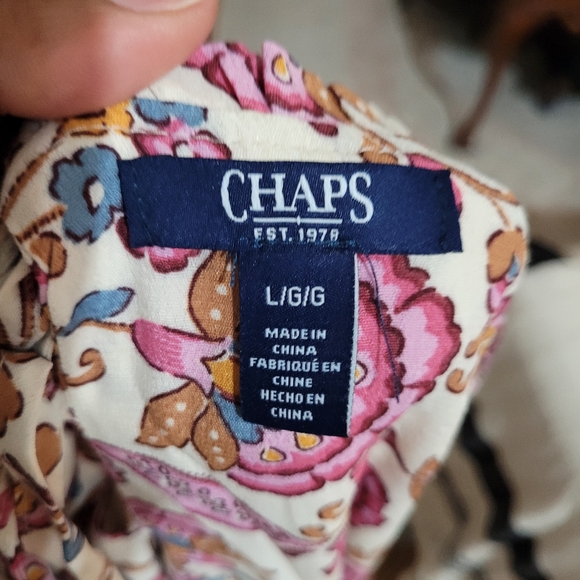 CHAPS
EST. 1978
L/G/G
MADE IN
CHINA
FABRIQUÉ EN
CHINE
HECHO EN
CHINA